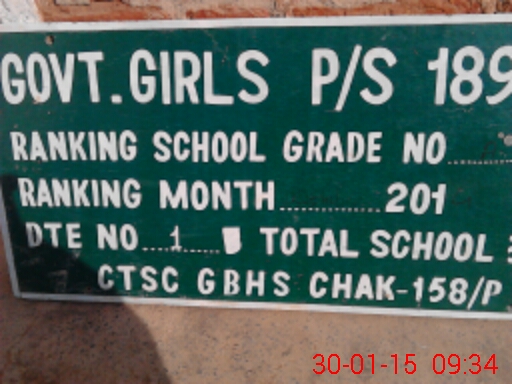 GOVT. GIRLS P/S 189
RANKING SCHOOL GRADE NO........
RANKING MONTH............201
DTE NO...1.... TOTAL SCHOOL :
CTSC GBHS CHAK-158/P
30-01-15 09:34